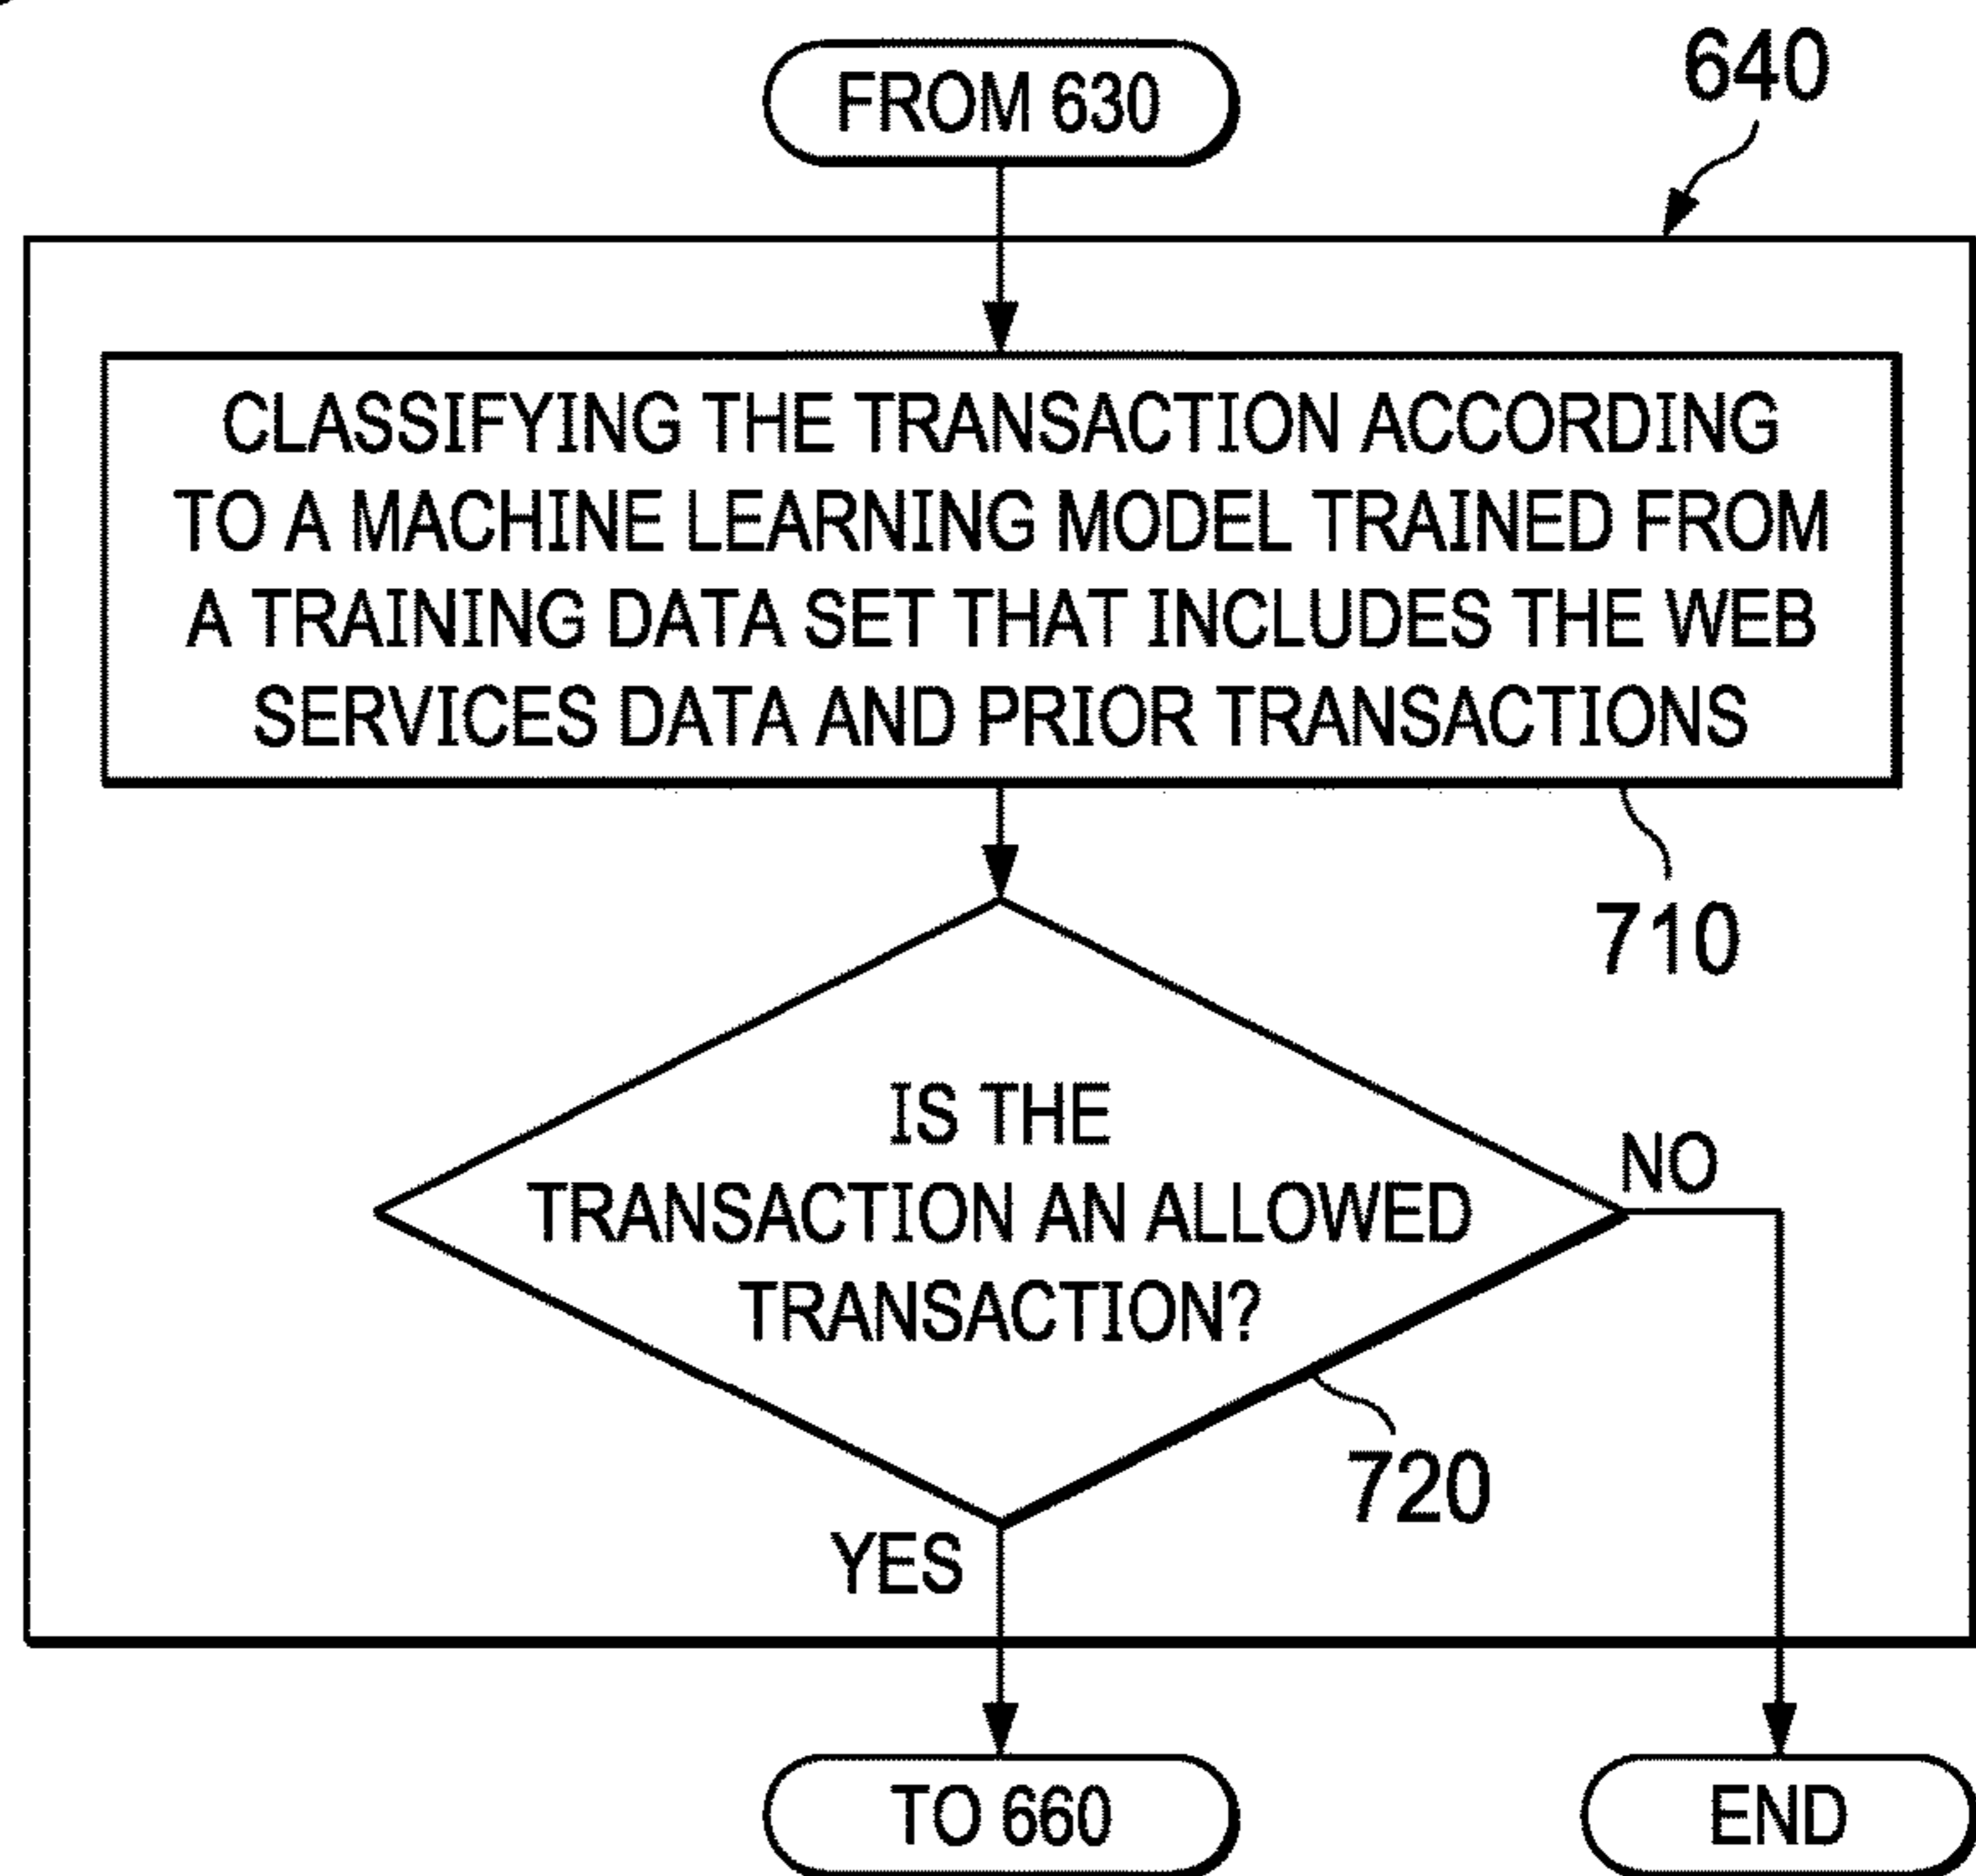 FROM 630
640
CLASSIFYING THE TRANSACTION ACCORDING
TO A MACHINE LEARNING MODEL TRAINED FROM
A TRAINING DATA SET THAT INCLUDES THE WEB
SERVICES DATA AND PRIOR TRANSACTIONS
710
IS THE
TRANSACTION AN ALLOWED
TRANSACTION?
NO
720
YES
TO 660
END